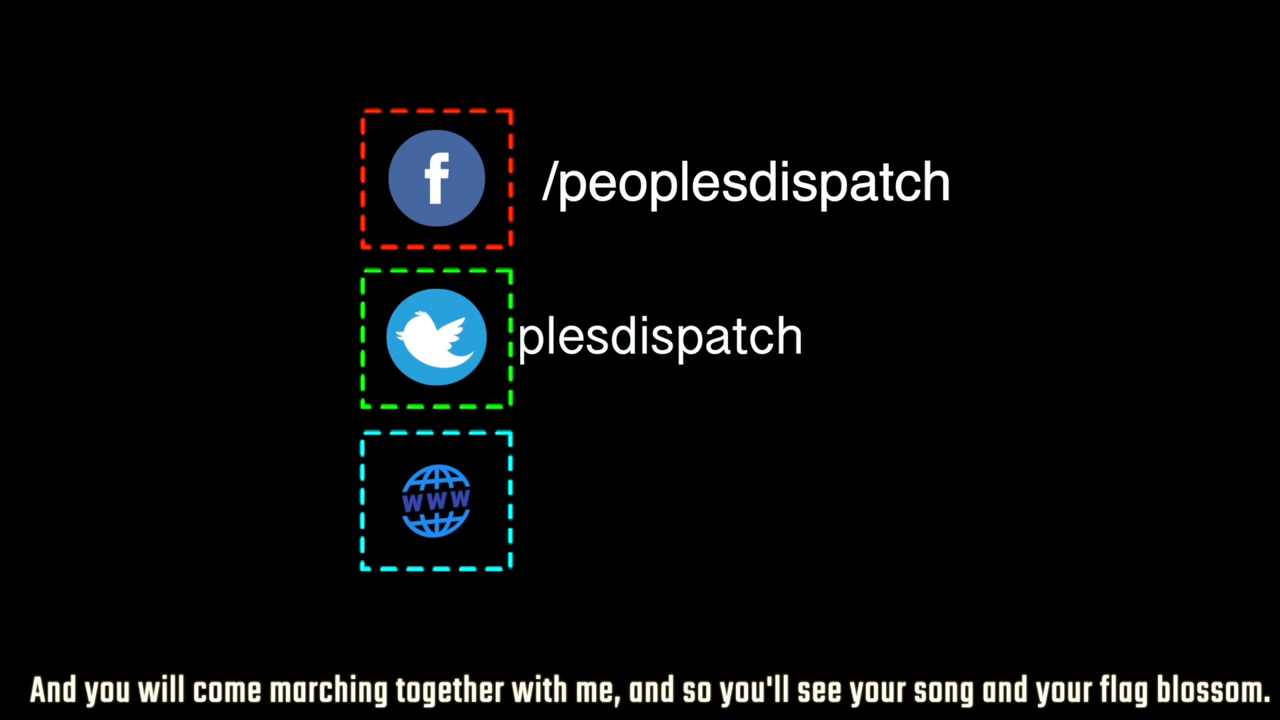 f
/peoplesdispatch
plesdispatch
WWW
And you will come marching together with me, and so you'll see your song and your flag blossom.